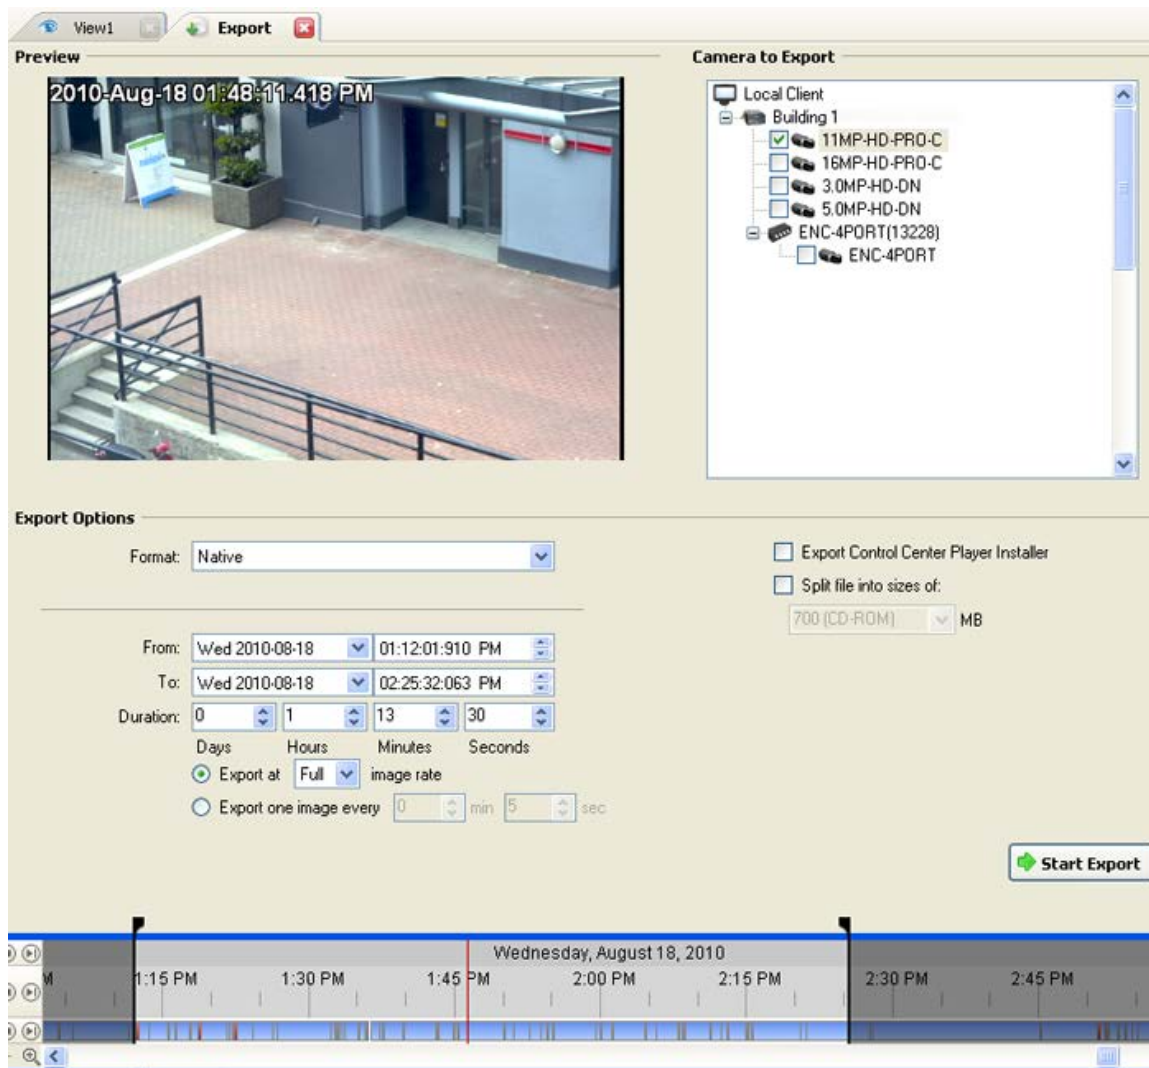 View1 Export
Preview
2010-Aug-18 01:48:11.418 PM
Camera to Export
Local Client
Building 1
11MP-HD-PRO-C
16MP-HD-PRO-C
3.0MP-HD-DN
5.0MP-HD-DN
ENC-4PORT(13228)
ENC-4PORT
Export Options
Format: Native
Export Control Center Player Installer
Split file into sizes of:
700 (CD-ROM) MB
From: Wed 2010-08-18 01:12:01:910 PM
To: Wed 2010-08-18 02:25:32:063 PM
Duration: 0 1 13 30
Days Hours Minutes Seconds
Export at Full image rate
Export one image every 0 min 5 sec
Start Export
Wednesday, August 18, 2010
M 1:15 PM 1:30 PM 1:45 PM 2:00 PM 2:15 PM 2:30 PM 2:45 PM